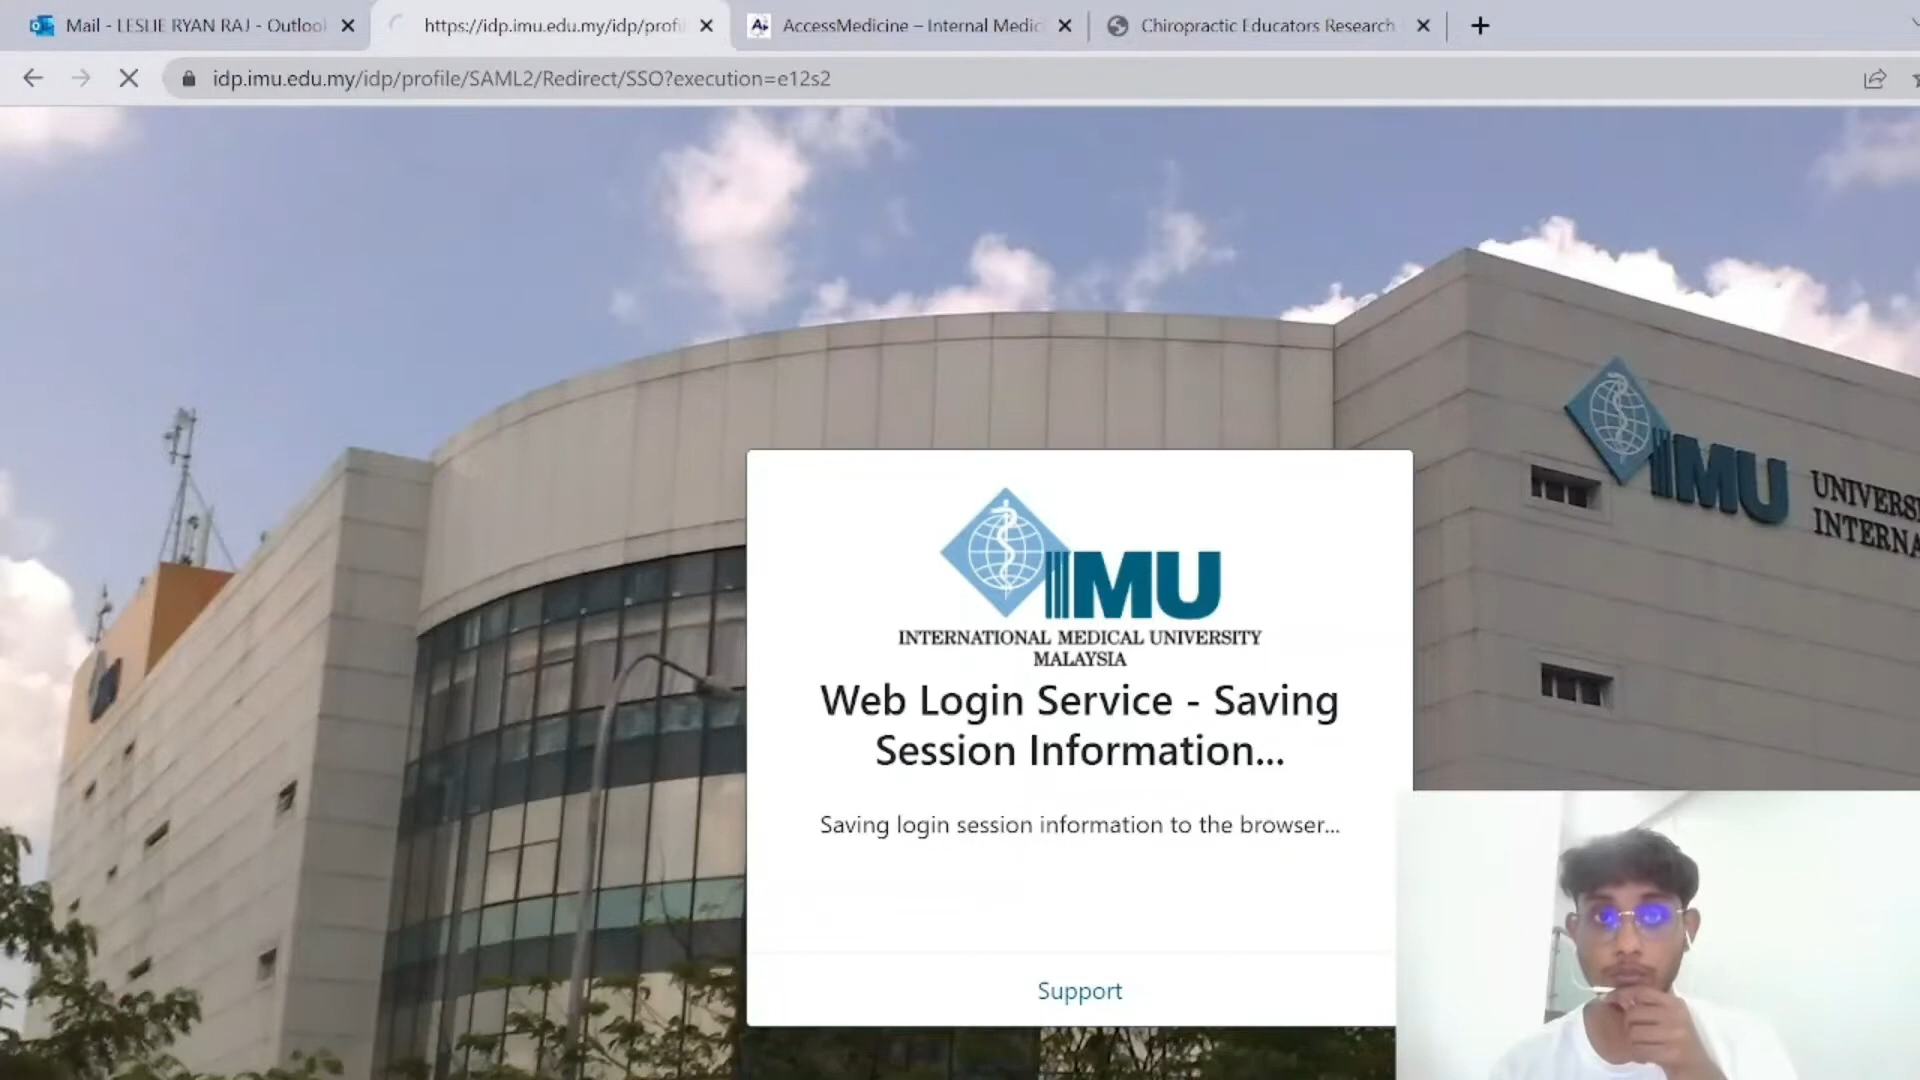 Mail - LESLIE RYAN RAJ - Outlool
https://idp.imu.edu.my/idp/profil
AccessMedicine – Internal Medic
Chiropractic Educators Research
idp.imu.edu.my/idp/profile/SAML2/Redirect/SSO?execution=e12s2
IMU
UNIVERS
INTERNA
IMU
INTERNATIONAL MEDICAL UNIVERSITY
MALAYSIA
Web Login Service - Saving
Session Information...
Saving login session information to the browser...
Support